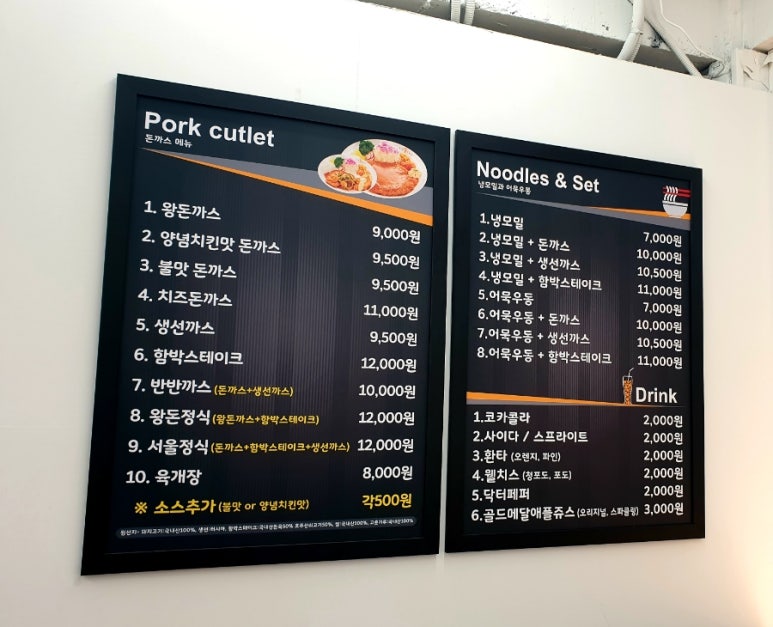 Pork cutlet
돈까스 메뉴
1. 왕돈까스 9,000원
2. 양념치킨맛 돈까스 9,500원
3. 불맛 돈까스 9,500원
4. 치즈돈까스 11,000원
5. 생선까스 9,500원
6. 함박스테이크 12,000원
7. 반반까스 (돈까스+생선까스) 10,000원
8. 왕돈정식 (왕돈까스+함박스테이크) 12,000원
9. 서울정식 (돈까스+함박스테이크+생선까스) 12,000원
10. 육개장 8,000원
※ 소스추가 (불맛 or 양념치킨맛) 각500원
Noodles & Set
냉모밀과 어묵우동
1.냉모밀 7,000원
2.냉모밀 + 돈까스 10,000원
3.냉모밀 + 생선까스 10,500원
4.냉모밀 + 함박스테이크 11,000원
5.어묵우동 7,000원
6.어묵우동 + 돈까스 10,000원
7.어묵우동 + 생선까스 10,500원
8.어묵우동 + 함박스테이크 11,000원
Drink
1.코카콜라 2,000원
2.사이다 / 스프라이트 2,000원
3.환타 (오렌지, 파인) 2,000원
4.웰치스 (청포도, 포도) 2,000원
5.닥터페퍼 2,000원
6.골드메달애플쥬스 (오리지널, 스파클링) 3,000원